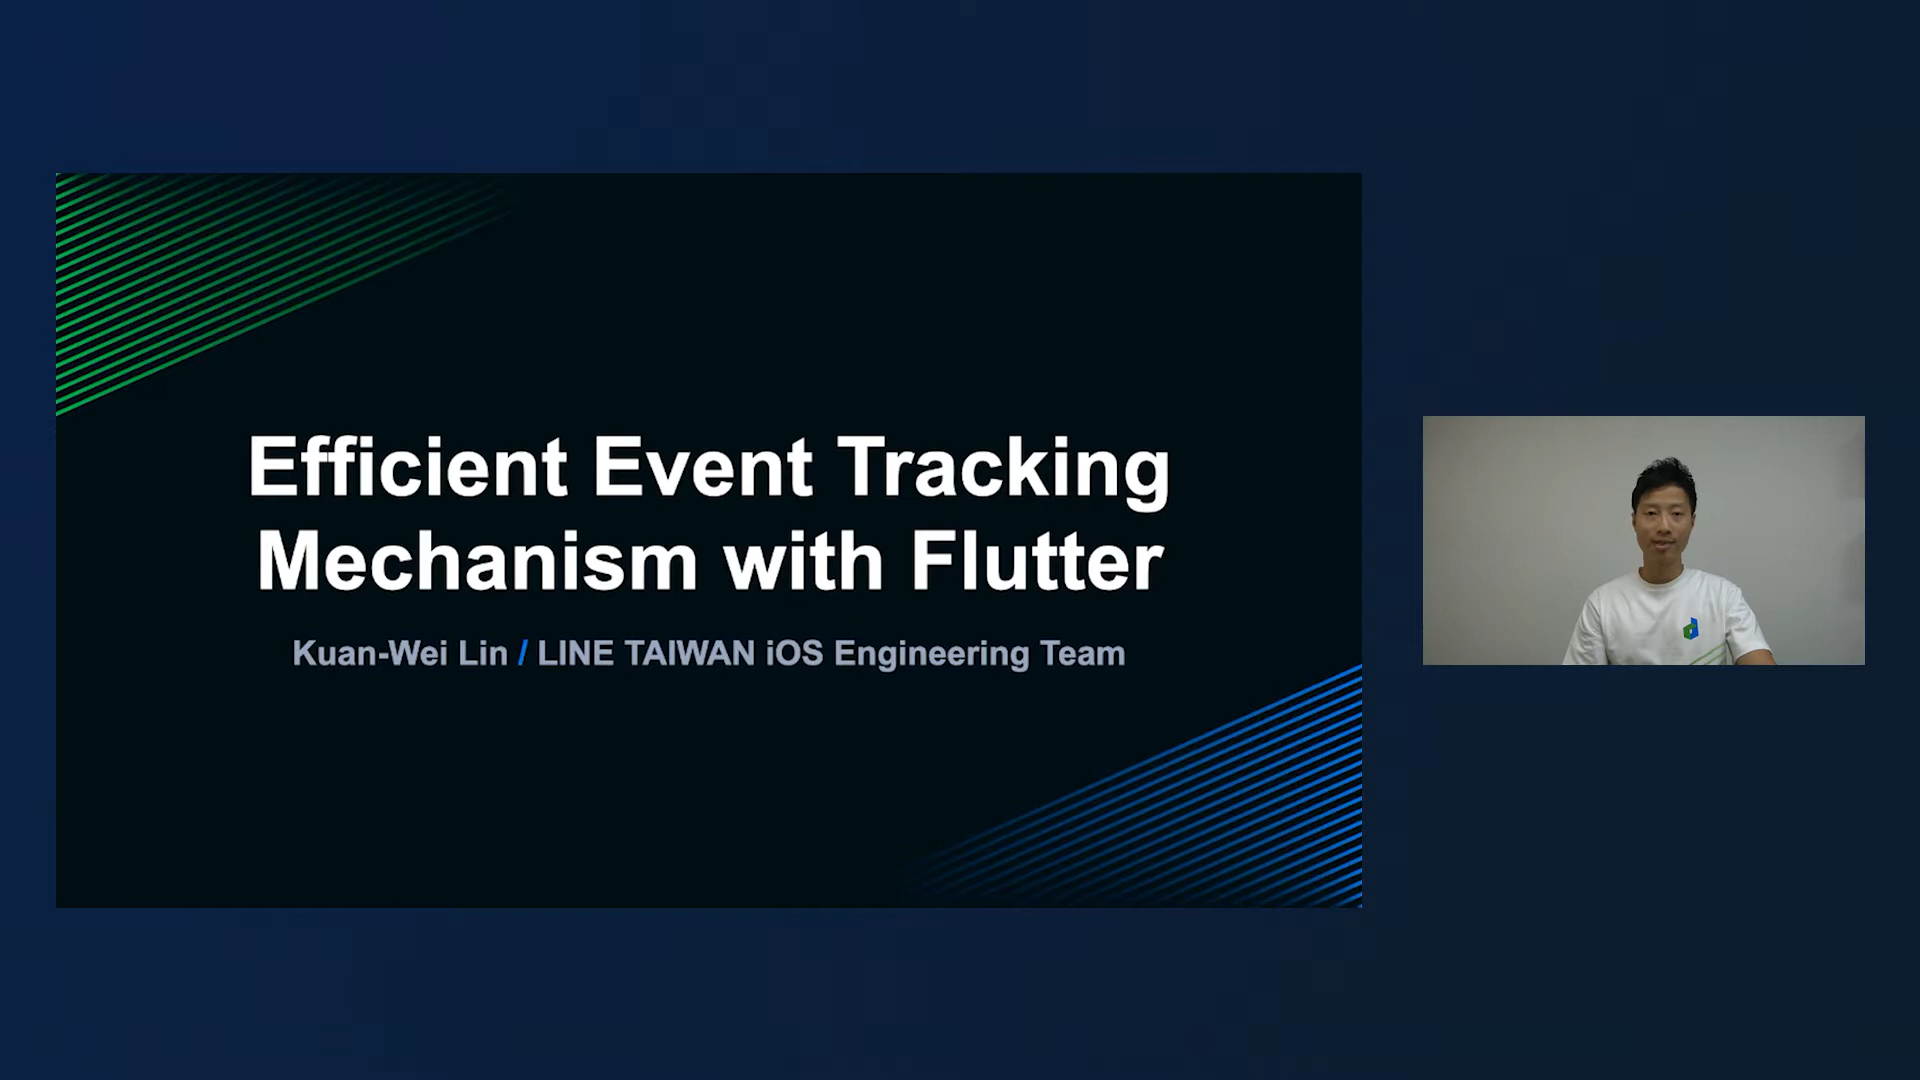 Efficient Event Tracking
Mechanism with Flutter
Kuan-Wei Lin / LINE TAIWAN iOS Engineering Team